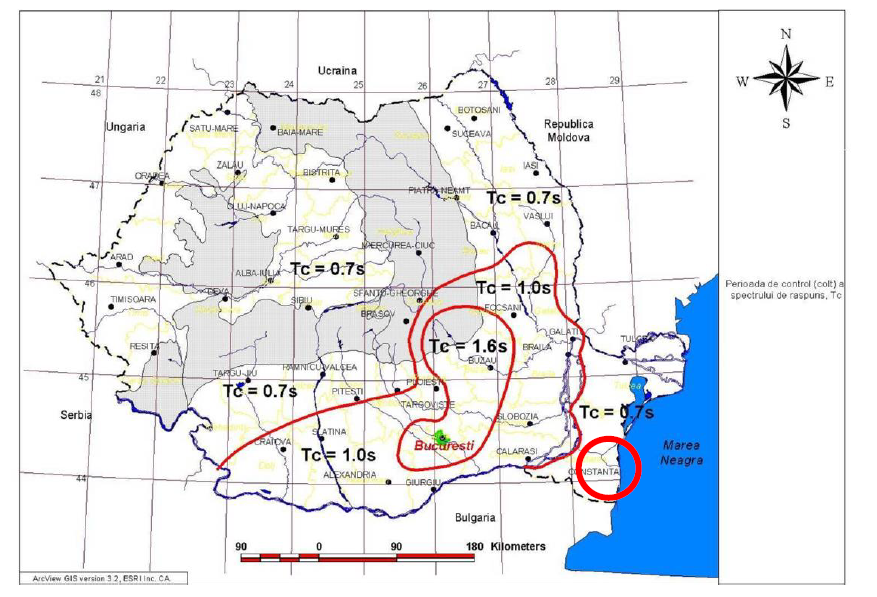 N
W E
S
Ucraina
21 22 23 24 25 26 27 28 29
48
Ungaria
Republica
Moldova
BOTOSANI
SATU-MARE
BAIA-MARE
SUCEAVA
ZALAU
IASI
ORADEA
BISTRITA
47
PIATRA-NEAMT
Tc = 0.7s
CLUJ-NAPOCA
VASLUI
TARGU-MURES
BACAU
MIERCUREA-CIUC
ARAD
Tc = 0.7s
ALBA-IULIA
46
Tc = 1.0s
Perioada de control (colt) a
spectrului de raspuns, Tc
DEVA
SFANTU-GHEORGHE
TIMISOARA
SIBIU
FOCSANI
BRASOV
GALATI
RESITA
Tc = 1.6s
BRAILA
BUZAU
RAMNICU-VALCEA
45
TARGU-JIU
PLOIESTI
Tc = 0.7s
PITESTI
TARGOVISTE
Tc = 0.7s
Serbia
SLOBOZIA
SLATINA
CRAIOVA
Bucuresti
Marea
Neagra
Tc = 1.0s
CALARASI
44
ALEXANDRIA
CONSTANTA
GIURGIU
Bulgaria
90 0 90 180 Kilometers
ArcView GIS version 3.2, ESRI Inc. CA.